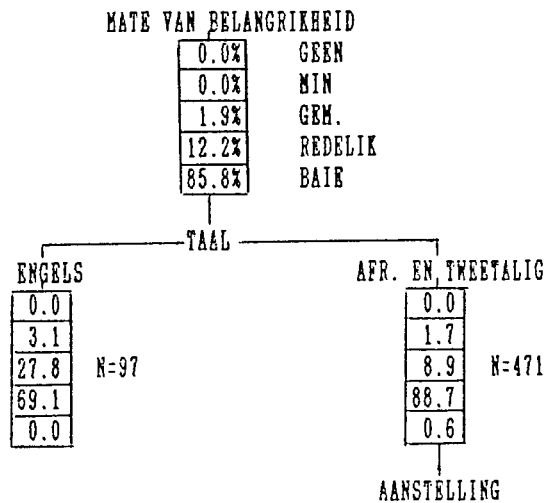 MATE VAN BELANGRIKHEID
0.0% GEEN
0.0% MIN
1.9% GEM.
12.2% REDELIK
85.8% BAIE
TAAL
ENGELS AFR. EN TWEETALIG
0.0 0.0
3.1 1.7
27.8 N=97 8.9 N=471
69.1 88.7
0.0 0.6
AANSTELLING